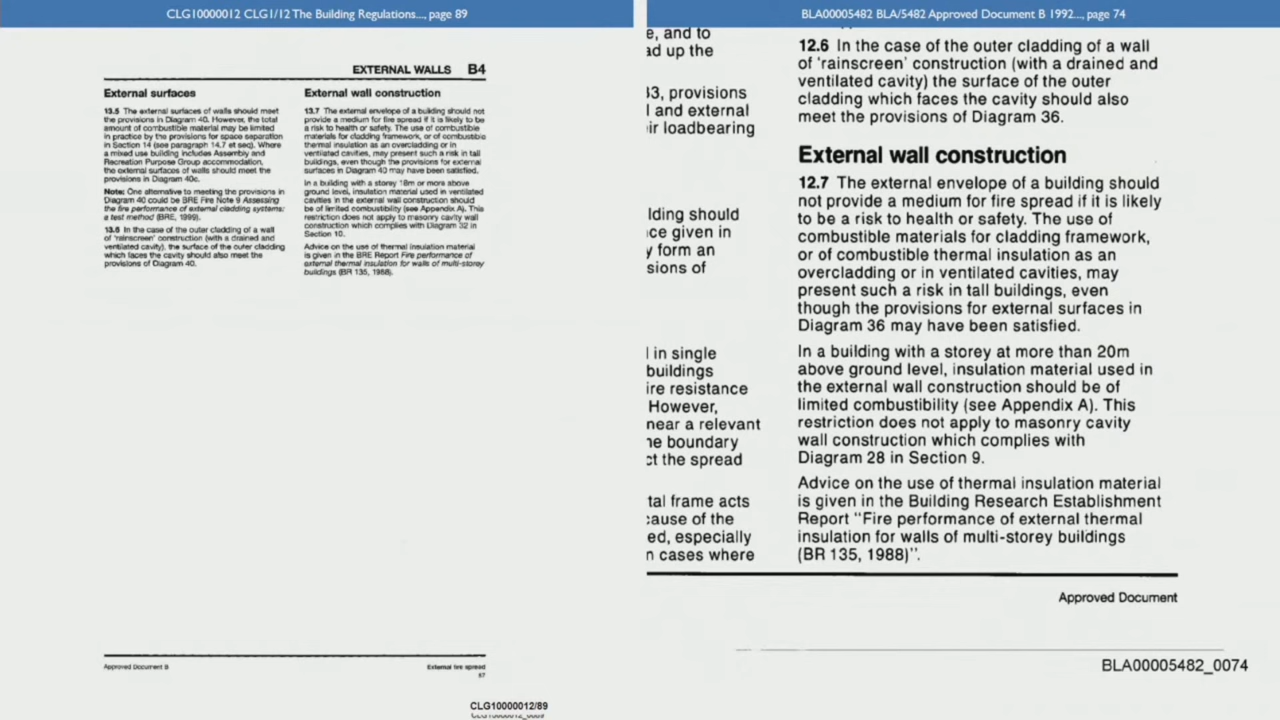 CLG10000012 CLG1/12 The Building Regulations..., page 89
EXTERNAL WALLS B4
External surfaces
13.5 The external surfaces of walls should meet
the provisions in Diagram 40. However, the total
amount of combustible material may be limited
in practice by the provisions for space separation
in Section 14 (see paragraph 14.7 et seq). Where
a mixed use building includes Assembly and
Recreation Purpose Group accommodation,
the external surfaces of walls should meet the
provisions in Diagram 40c.
Note: One alternative to meeting the provisions in
Diagram 40 could be BRE Fire Note 9 Assessing
the fire performance of external cladding systems:
a test method (BRE, 1999).
13.6 In the case of the outer cladding of a wall
of 'rainscreen' construction (with a drained and
ventilated cavity), the surface of the outer cladding
which faces the cavity should also meet the
provisions of Diagram 40.
External wall construction
13.7 The external envelope of a building should not
provide a medium for fire spread if it is likely to be
a risk to health or safety. The use of combustible
materials for cladding framework, or of combustible
thermal insulation as an overcladding or in
ventilated cavities, may present such a risk in tall
buildings, even though the provisions for external
surfaces in Diagram 40 may have been satisfied.
In a building with a storey 18m or more above
ground level, insulation material used in ventilated
cavities in the external wall construction should
be of limited combustibility (see Appendix A). This
restriction does not apply to masonry cavity wall
construction which complies with Diagram 32 in
Section 10.
Advice on the use of thermal insulation material
is given in the BRE Report Fire performance of
external thermal insulation for walls of multi-storey
buildings (BR 135, 1988).
Approved Document B
External fire spread
97
CLG10000012/89
CLG10000012_0089
BLA00005482 BLA/5482 Approved Document B 1992..., page 74
e, and to
ad up the
33, provisions
l and external
eir loadbearing
ilding should
ce given in
y form an
sions of
l in single
buildings
ire resistance
However,
near a relevant
he boundary
ct the spread
tal frame acts
cause of the
ed, especially
n cases where
12.6 In the case of the outer cladding of a wall
of 'rainscreen' construction (with a drained and
ventilated cavity) the surface of the outer
cladding which faces the cavity should also
meet the provisions of Diagram 36.
External wall construction
12.7 The external envelope of a building should
not provide a medium for fire spread if it is likely
to be a risk to health or safety. The use of
combustible materials for cladding framework,
or of combustible thermal insulation as an
overcladding or in ventilated cavities, may
present such a risk in tall buildings, even
though the provisions for external surfaces in
Diagram 36 may have been satisfied.
In a building with a storey at more than 20m
above ground level, insulation material used in
the external wall construction should be of
limited combustibility (see Appendix A). This
restriction does not apply to masonry cavity
wall construction which complies with
Diagram 28 in Section 9.
Advice on the use of thermal insulation material
is given in the Building Research Establishment
Report "Fire performance of external thermal
insulation for walls of multi-storey buildings
(BR 135, 1988)".
Approved Document
BLA00005482_0074